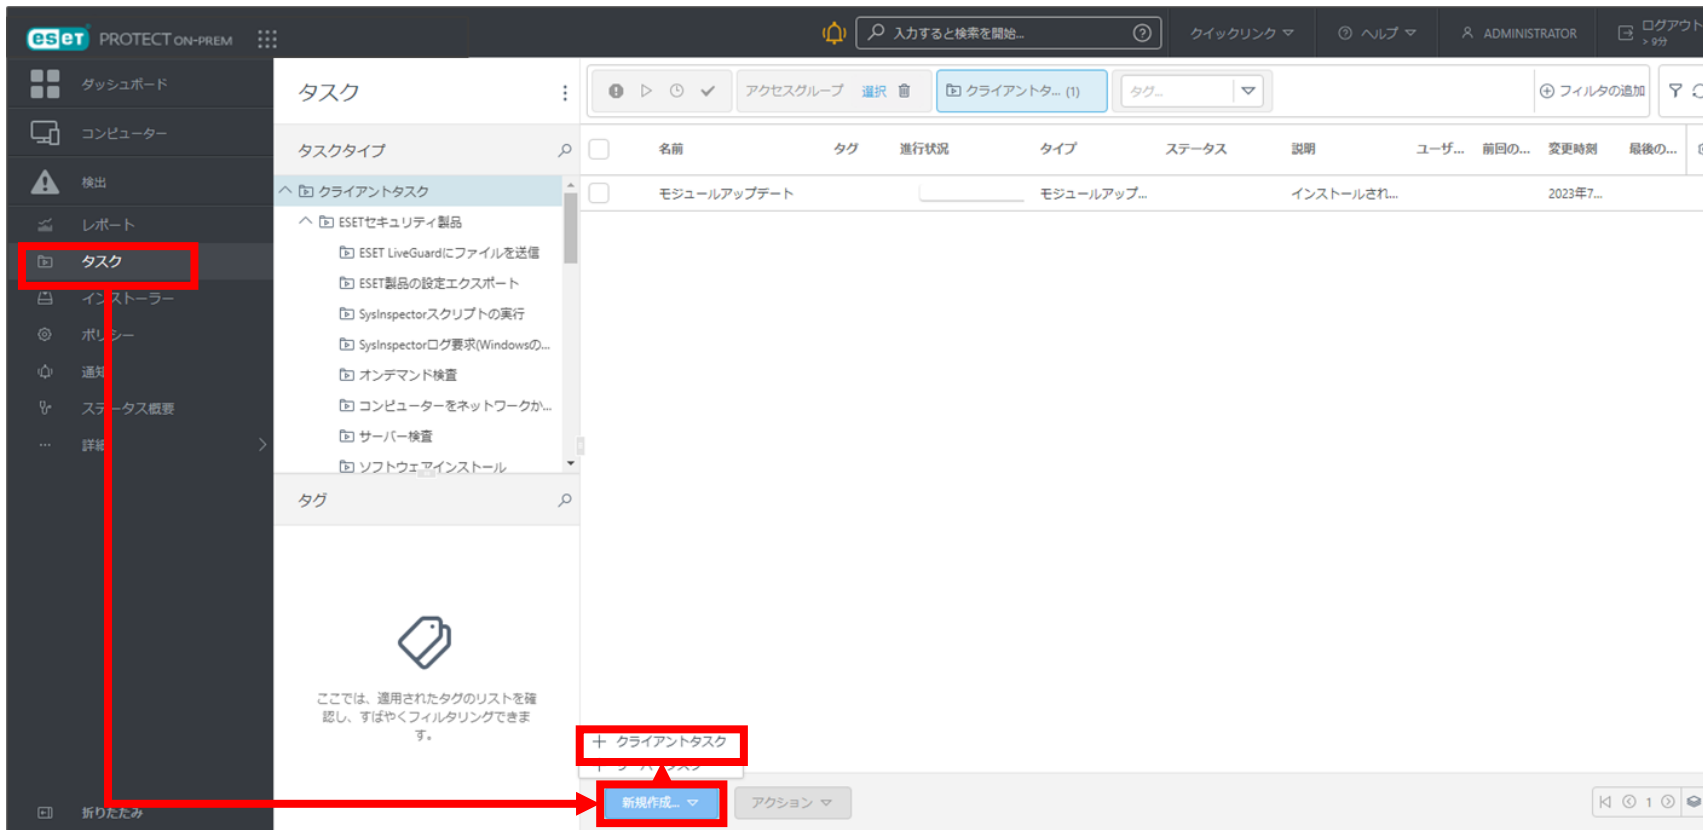 eset PROTECT ON-PREM
入力すると検索を開始...
クイックリンク
ヘルプ
ADMINISTRATOR
ログアウト
> 9分
ダッシュボード
コンピューター
検出
レポート
タスク
インストーラー
ポリシー
通知
ステータス概要
詳細
折りたたみ
タスク
タスクタイプ
クライアントタスク
ESETセキュリティ製品
ESET LiveGuardにファイルを送信
ESET製品の設定エクスポート
SysInspectorスクリプトの実行
SysInspectorログ要求(Windowsの...
オンデマンド検査
コンピューターをネットワークか...
サーバー検査
ソフトウェアインストール
タグ
ここでは、適用されたタグのリストを確
認し、すばやくフィルタリングできま
す。
アクセスグループ 選択
クライアントタ... (1)
タグ...
フィルタの追加
名前 タグ 進行状況 タイプ ステータス 説明 ユーザ... 前回の... 変更時刻 最後の...
モジュールアップデート モジュールアップ... インストールされ... 2023年7...
クライアントタスク
新規作成...
アクション
1